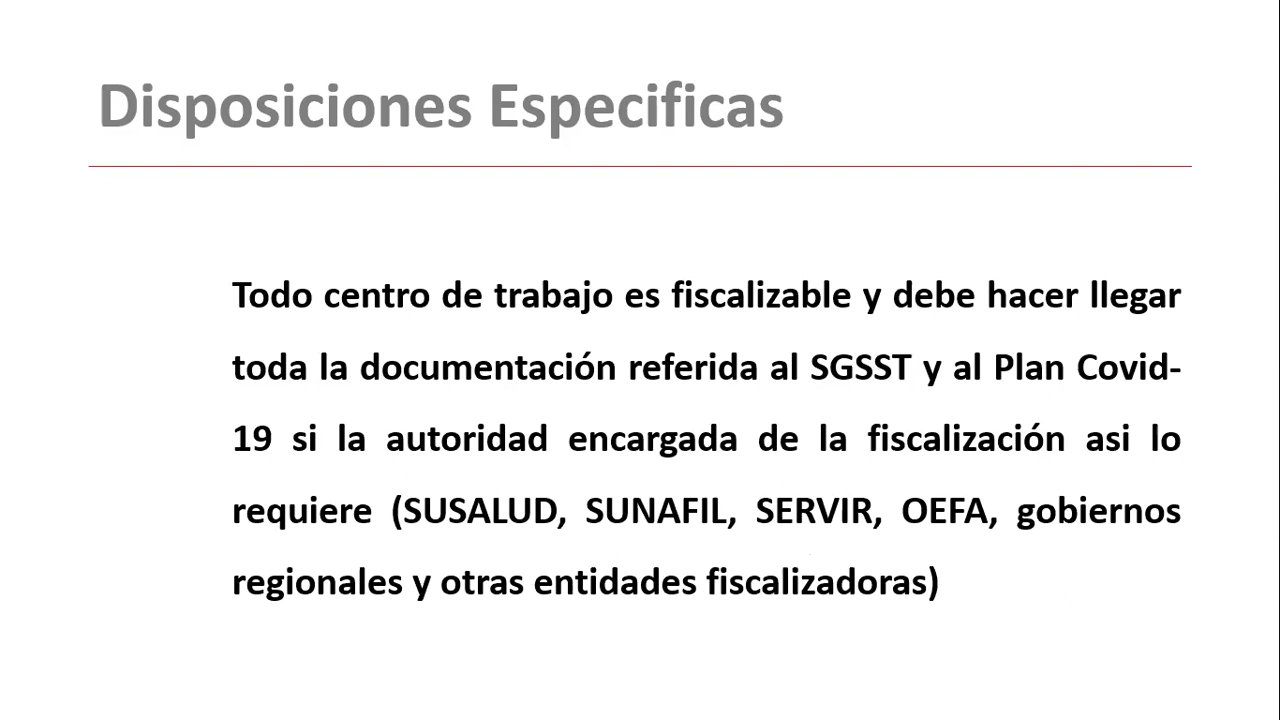 Disposiciones Especificas
Todo centro de trabajo es fiscalizable y debe hacer llegar
toda la documentación referida al SGSST y al Plan Covid-
19 si la autoridad encargada de la fiscalización asi lo
requiere (SUSALUD, SUNAFIL, SERVIR, OEFA, gobiernos
regionales y otras entidades fiscalizadoras)